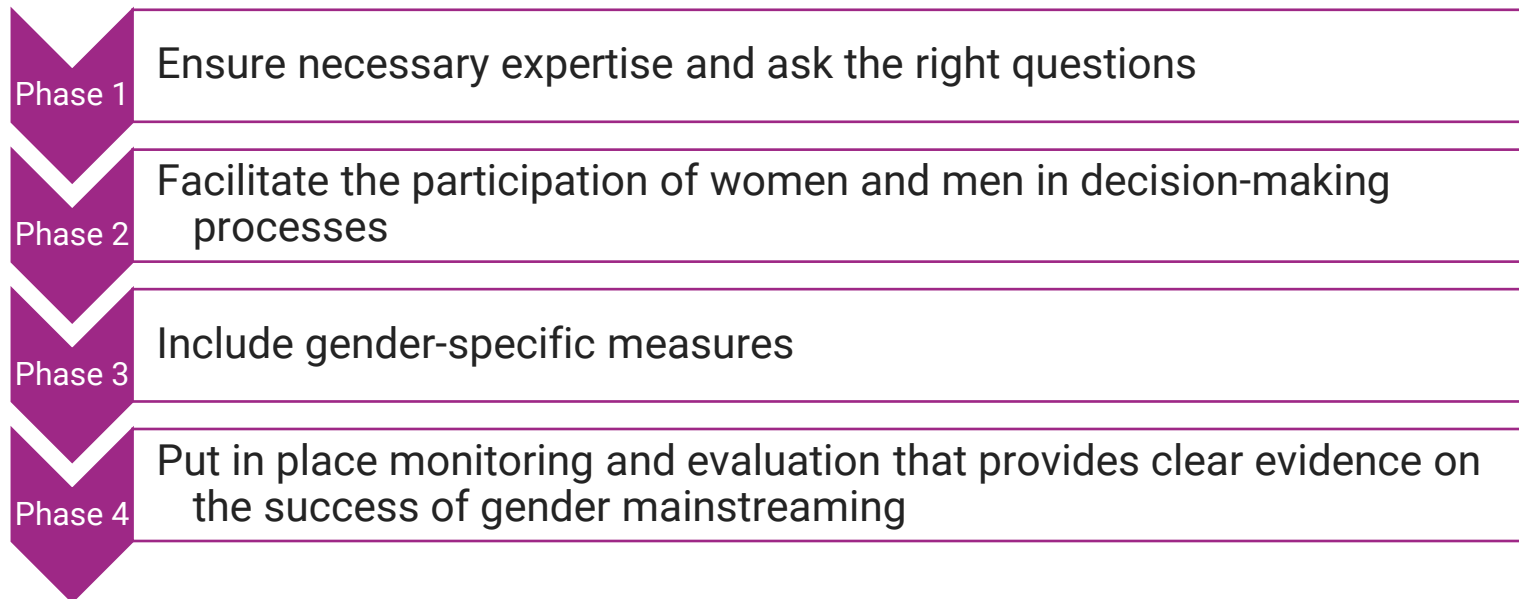 Phase 1
Ensure necessary expertise and ask the right questions
Phase 2
Facilitate the participation of women and men in decision-making
processes
Phase 3
Include gender-specific measures
Phase 4
Put in place monitoring and evaluation that provides clear evidence on
the success of gender mainstreaming